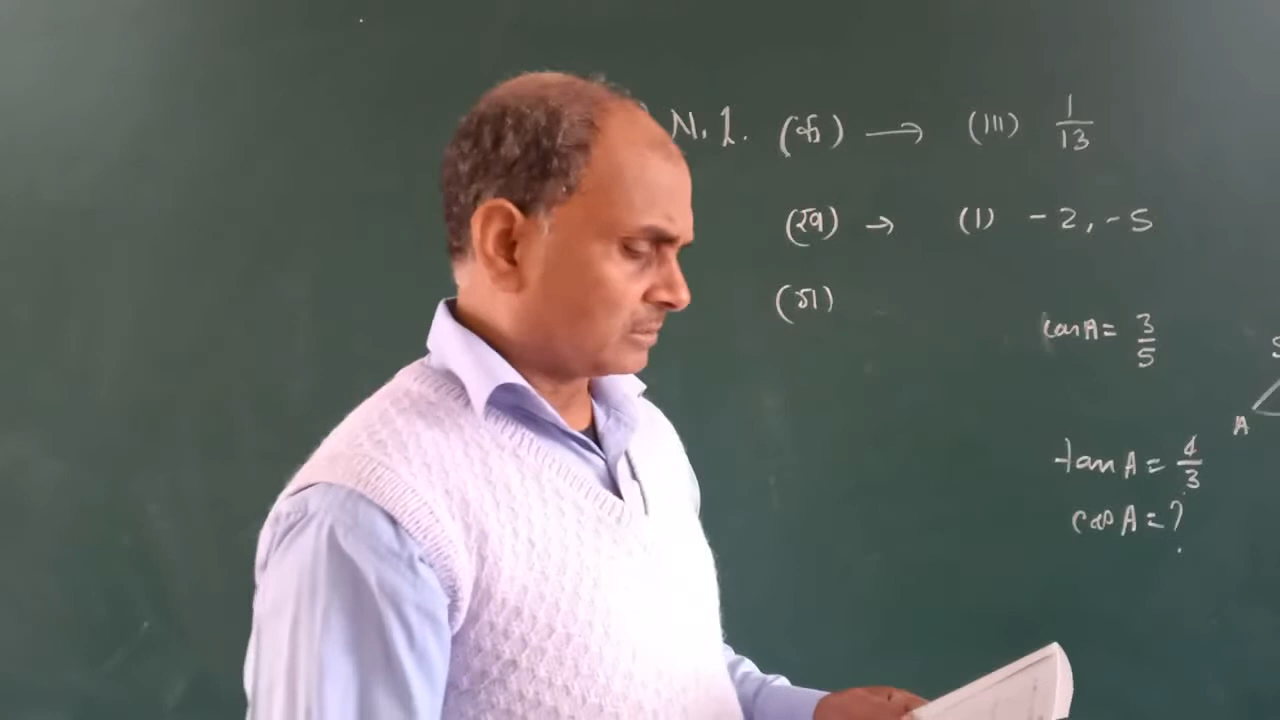 N. 1. (क) → (iii) 1/13
(ख) → (i) -2, -5
(ग)
cos A = 3/5
A
tan A = 4/3
cos A = ?